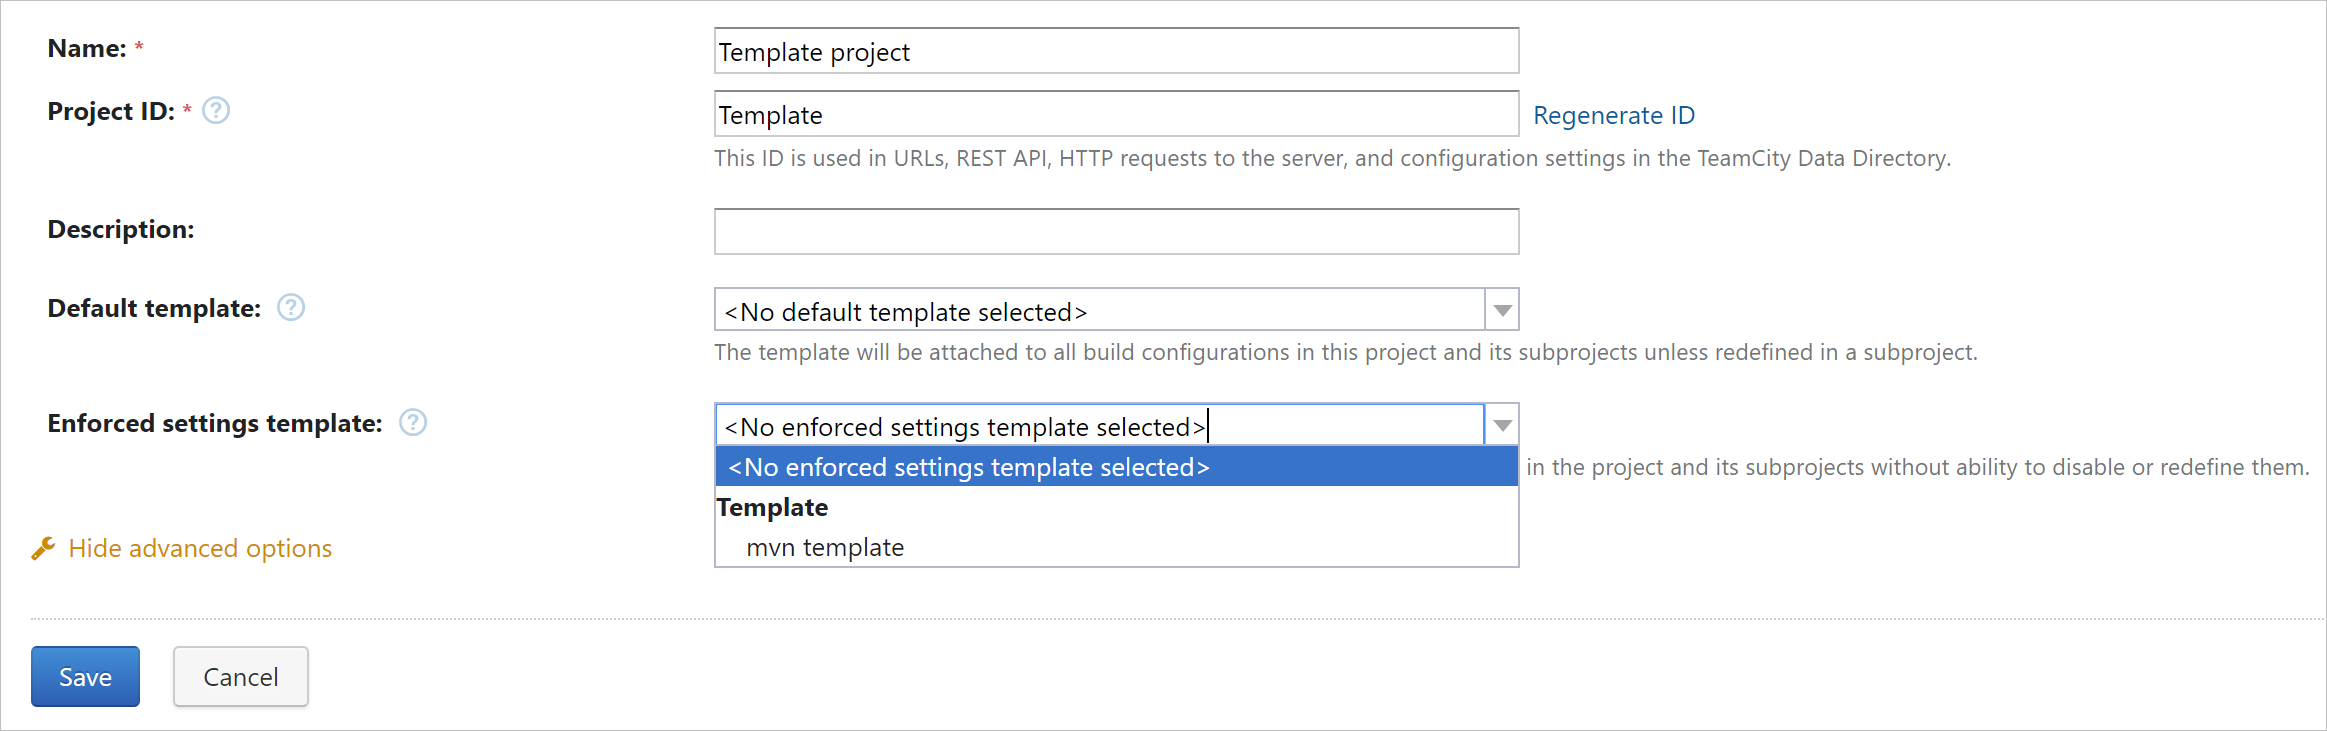 Name: *
Template project
Project ID: * ?
Template
Regenerate ID
This ID is used in URLs, REST API, HTTP requests to the server, and configuration settings in the TeamCity Data Directory.
Description:
Default template: ?
<No default template selected>
The template will be attached to all build configurations in this project and its subprojects unless redefined in a subproject.
Enforced settings template: ?
<No enforced settings template selected>
<No enforced settings template selected>
in the project and its subprojects without ability to disable or redefine them.
Template
mvn template
Hide advanced options
Save
Cancel